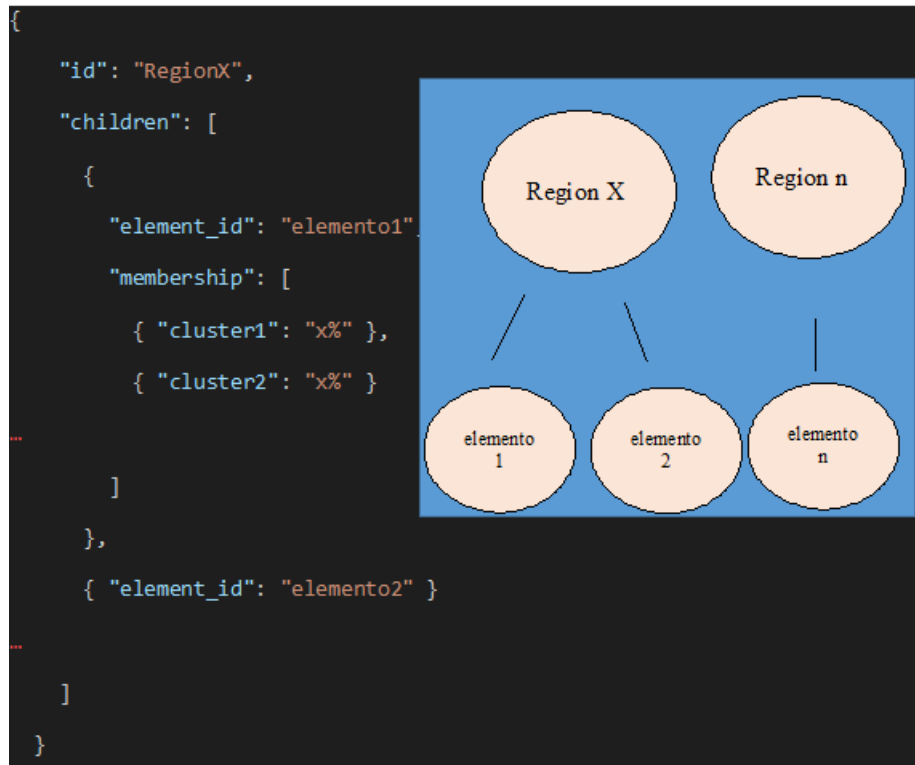 {
"id": "RegionX",
"children": [
{
"element_id": "elemento1",
"membership": [
{ "cluster1": "x%" },
{ "cluster2": "x%" }
…
]
},
{ "element_id": "elemento2" }
…
]
}
Region X
Region n
elemento
1
elemento
2
elemento
n